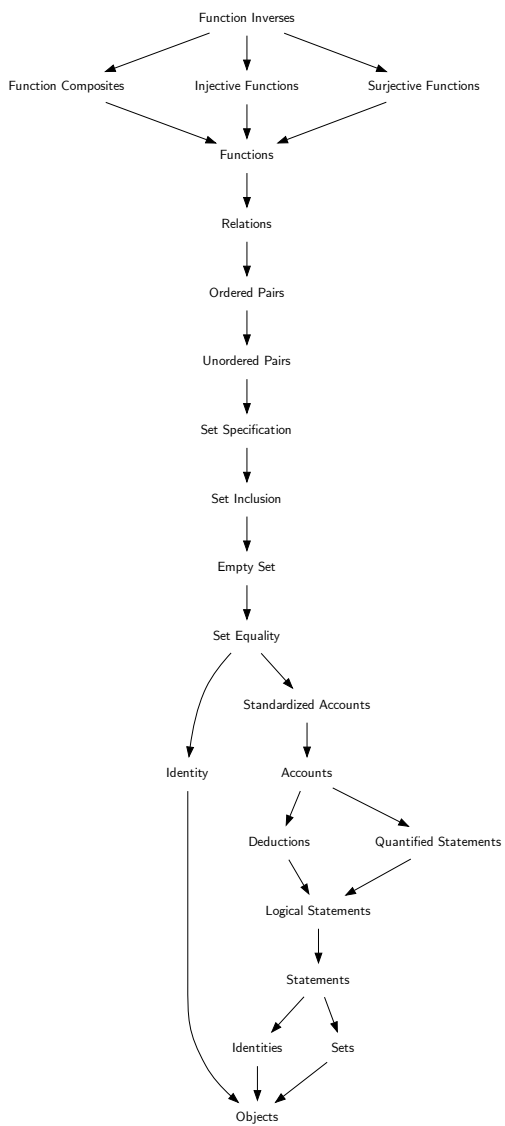 Function Inverses
Function Composites
Injective Functions
Surjective Functions
Functions
Relations
Ordered Pairs
Unordered Pairs
Set Specification
Set Inclusion
Empty Set
Set Equality
Standardized Accounts
Identity
Accounts
Deductions
Quantified Statements
Logical Statements
Statements
Identities
Sets
Objects